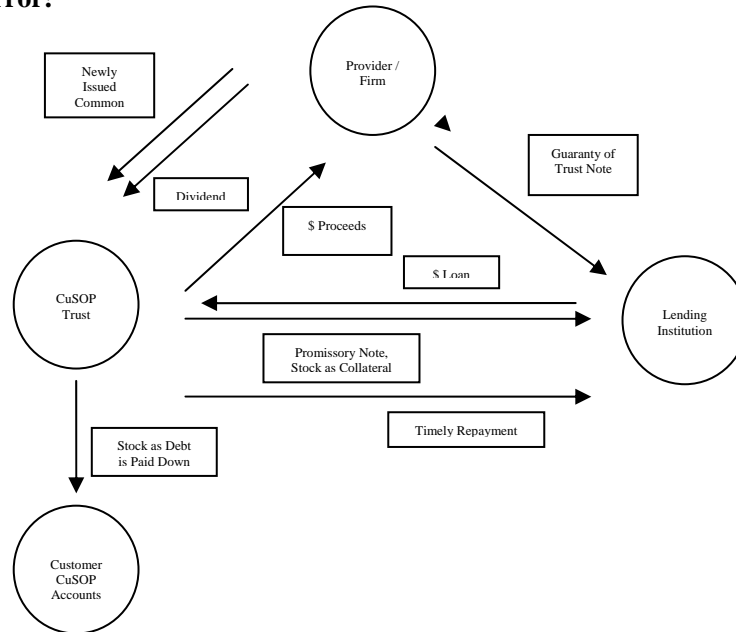 Provider /
Firm
Newly
Issued
Common
Guaranty of
Trust Note
Dividend
$ Proceeds
$ Loan
CuSOP
Trust
Lending
Institution
Promissory Note,
Stock as Collateral
Timely Repayment
Stock as Debt
is Paid Down
Customer
CuSOP
Accounts